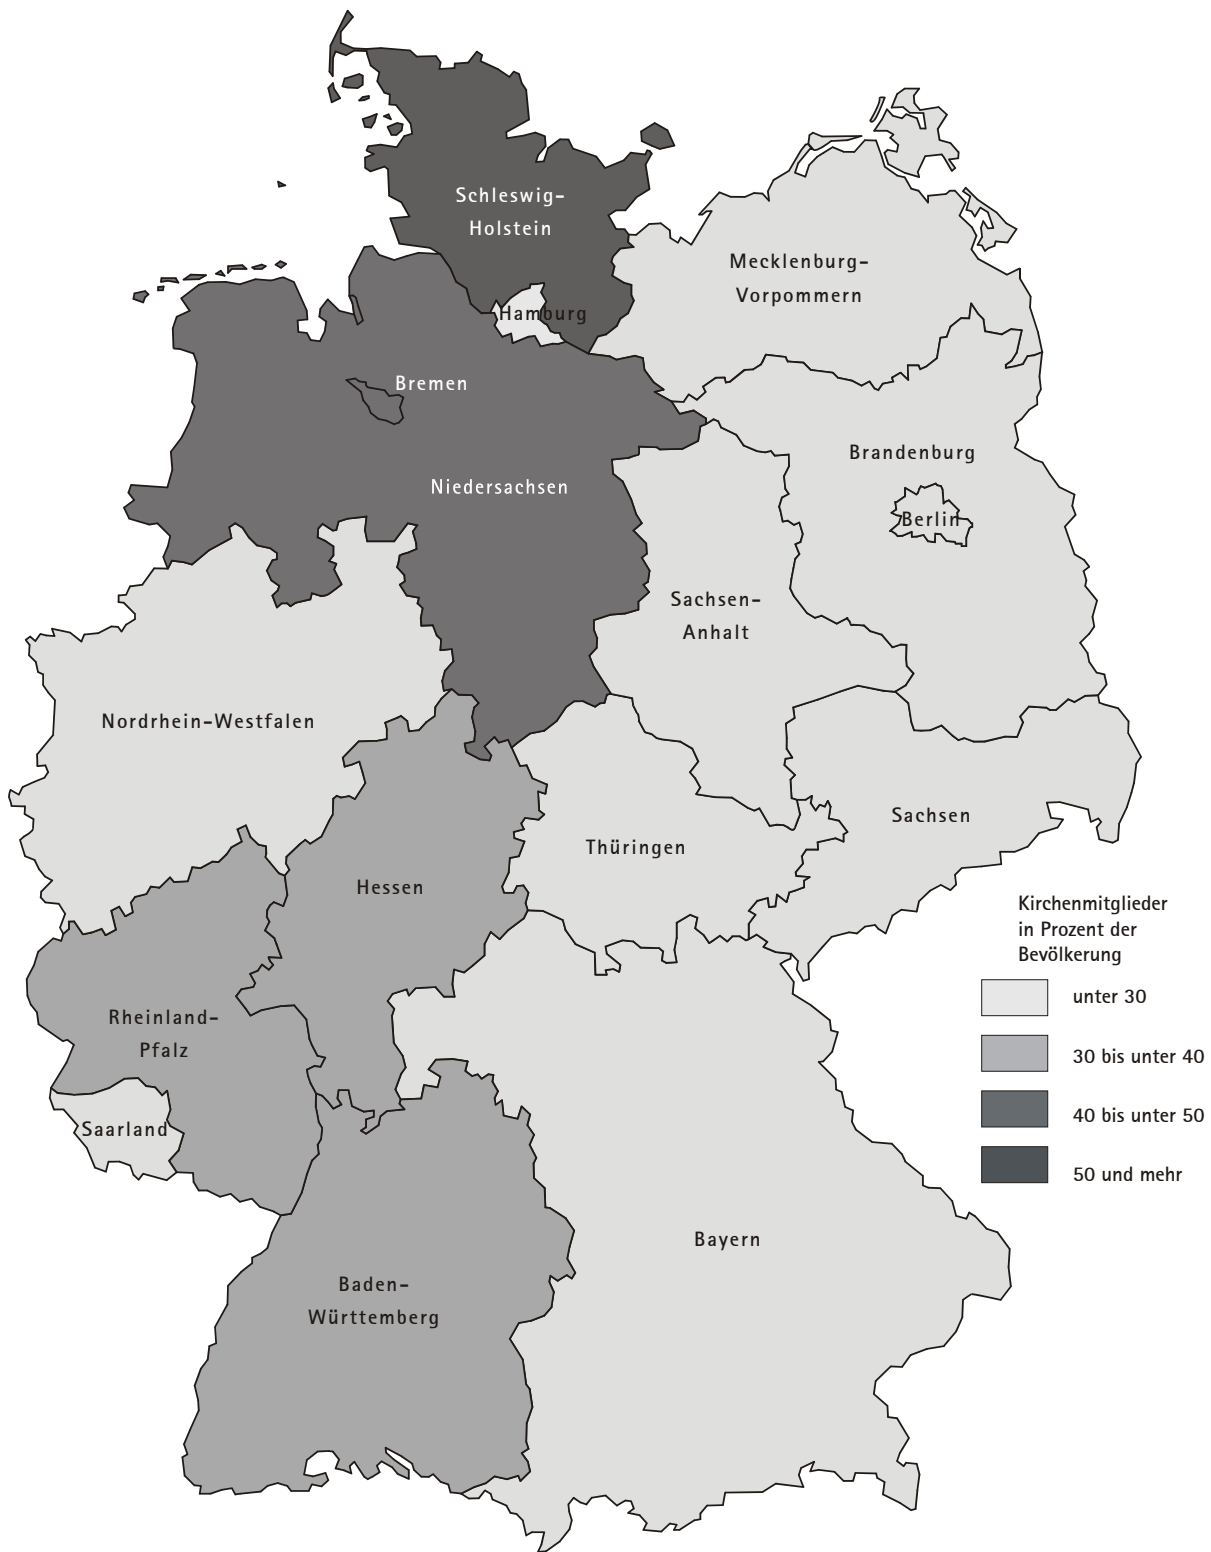 Schleswig-
Holstein
Mecklenburg-
Vorpommern
Hamburg
Bremen
Brandenburg
Niedersachsen
Berlin
Sachsen-
Anhalt
Nordrhein-Westfalen
Sachsen
Thüringen
Hessen
Kirchenmitglieder
in Prozent der
Bevölkerung
unter 30
30 bis unter 40
40 bis unter 50
50 und mehr
Rheinland-
Pfalz
Saarland
Bayern
Baden-
Württemberg